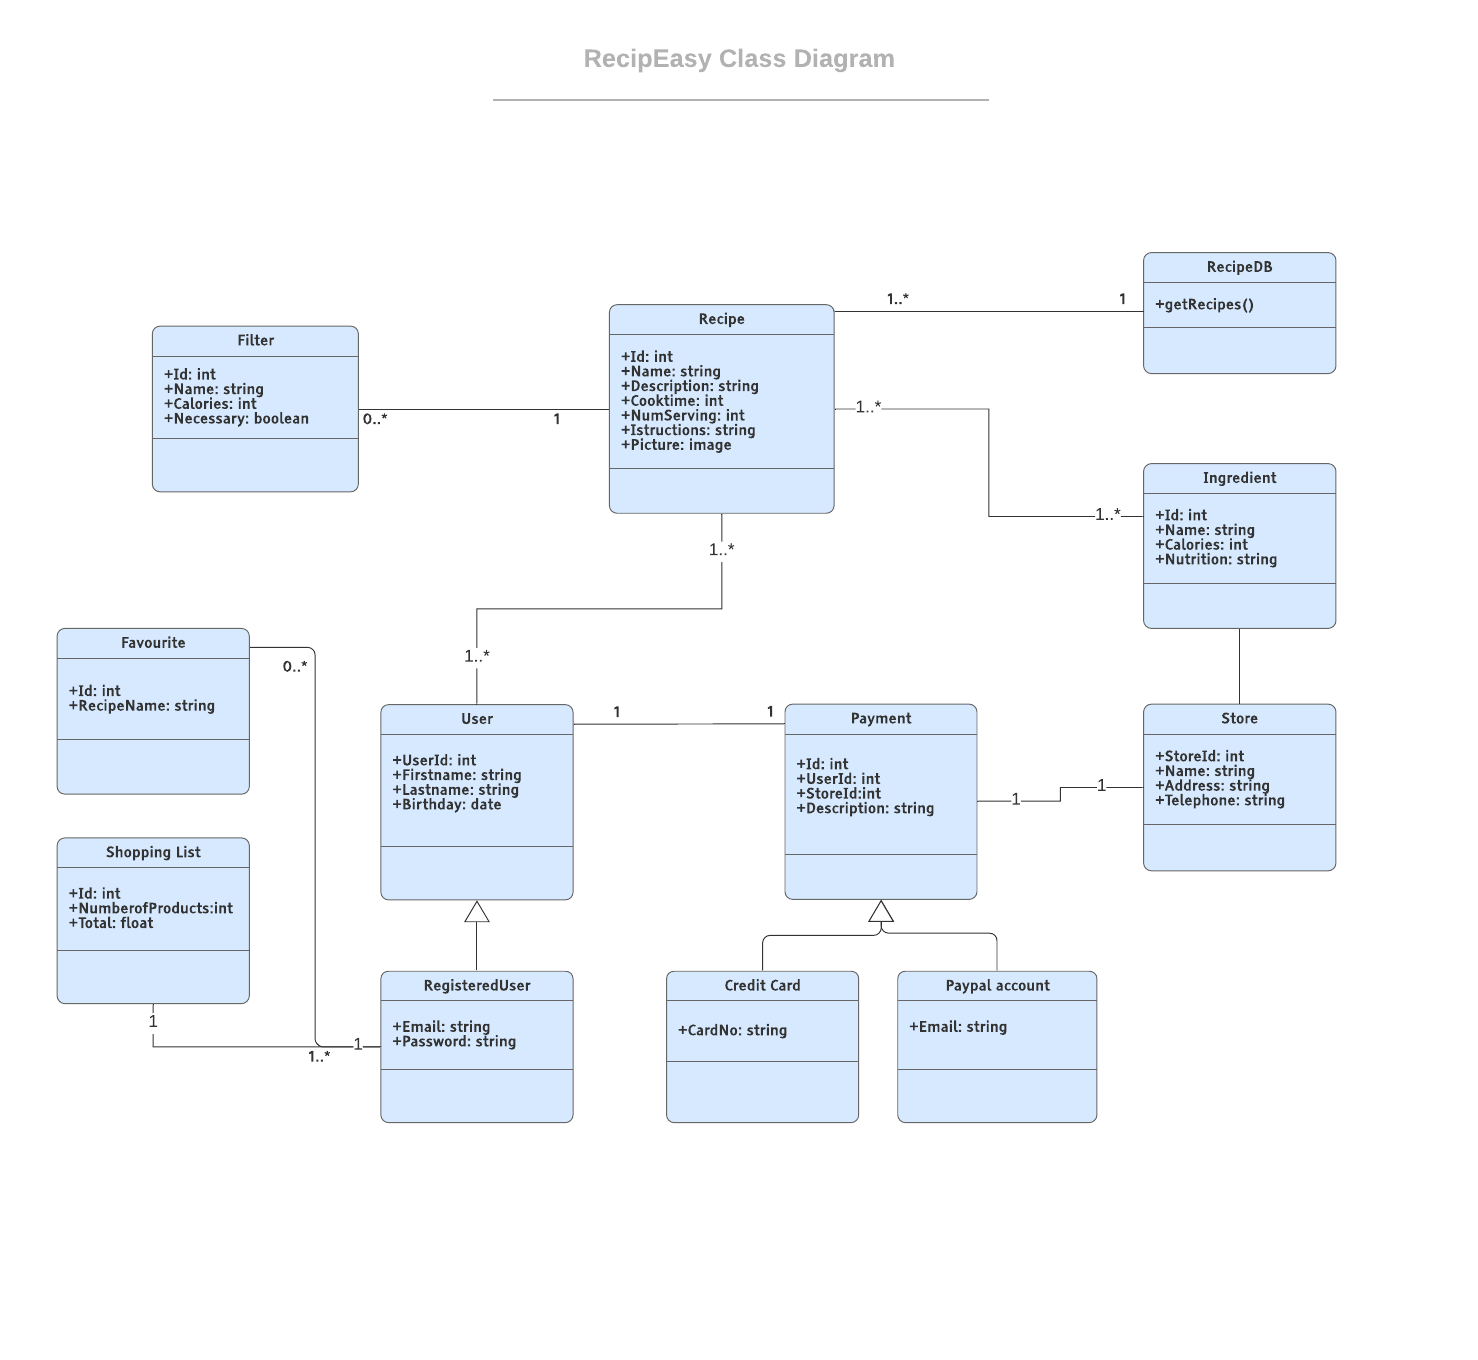 RecipEasy Class Diagram
RecipeDB
+getRecipes()
1..*
1
Recipe
+Id: int
+Name: string
+Description: string
+Cooktime: int
+NumServing: int
+Istructions: string
+Picture: image
Filter
+Id: int
+Name: string
+Calories: int
+Necessary: boolean
0..*
1
1..*
1..*
Ingredient
+Id: int
+Name: string
+Calories: int
+Nutrition: string
1..*
1..*
Favourite
+Id: int
+RecipeName: string
0..*
User
+UserId: int
+Firstname: string
+Lastname: string
+Birthday: date
1
1
Payment
+Id: int
+UserId: int
+StoreId:int
+Description: string
1
1
Store
+StoreId: int
+Name: string
+Address: string
+Telephone: string
Shopping List
+Id: int
+NumberofProducts:int
+Total: float
1
1..*
1
RegisteredUser
+Email: string
+Password: string
Credit Card
+CardNo: string
Paypal account
+Email: string